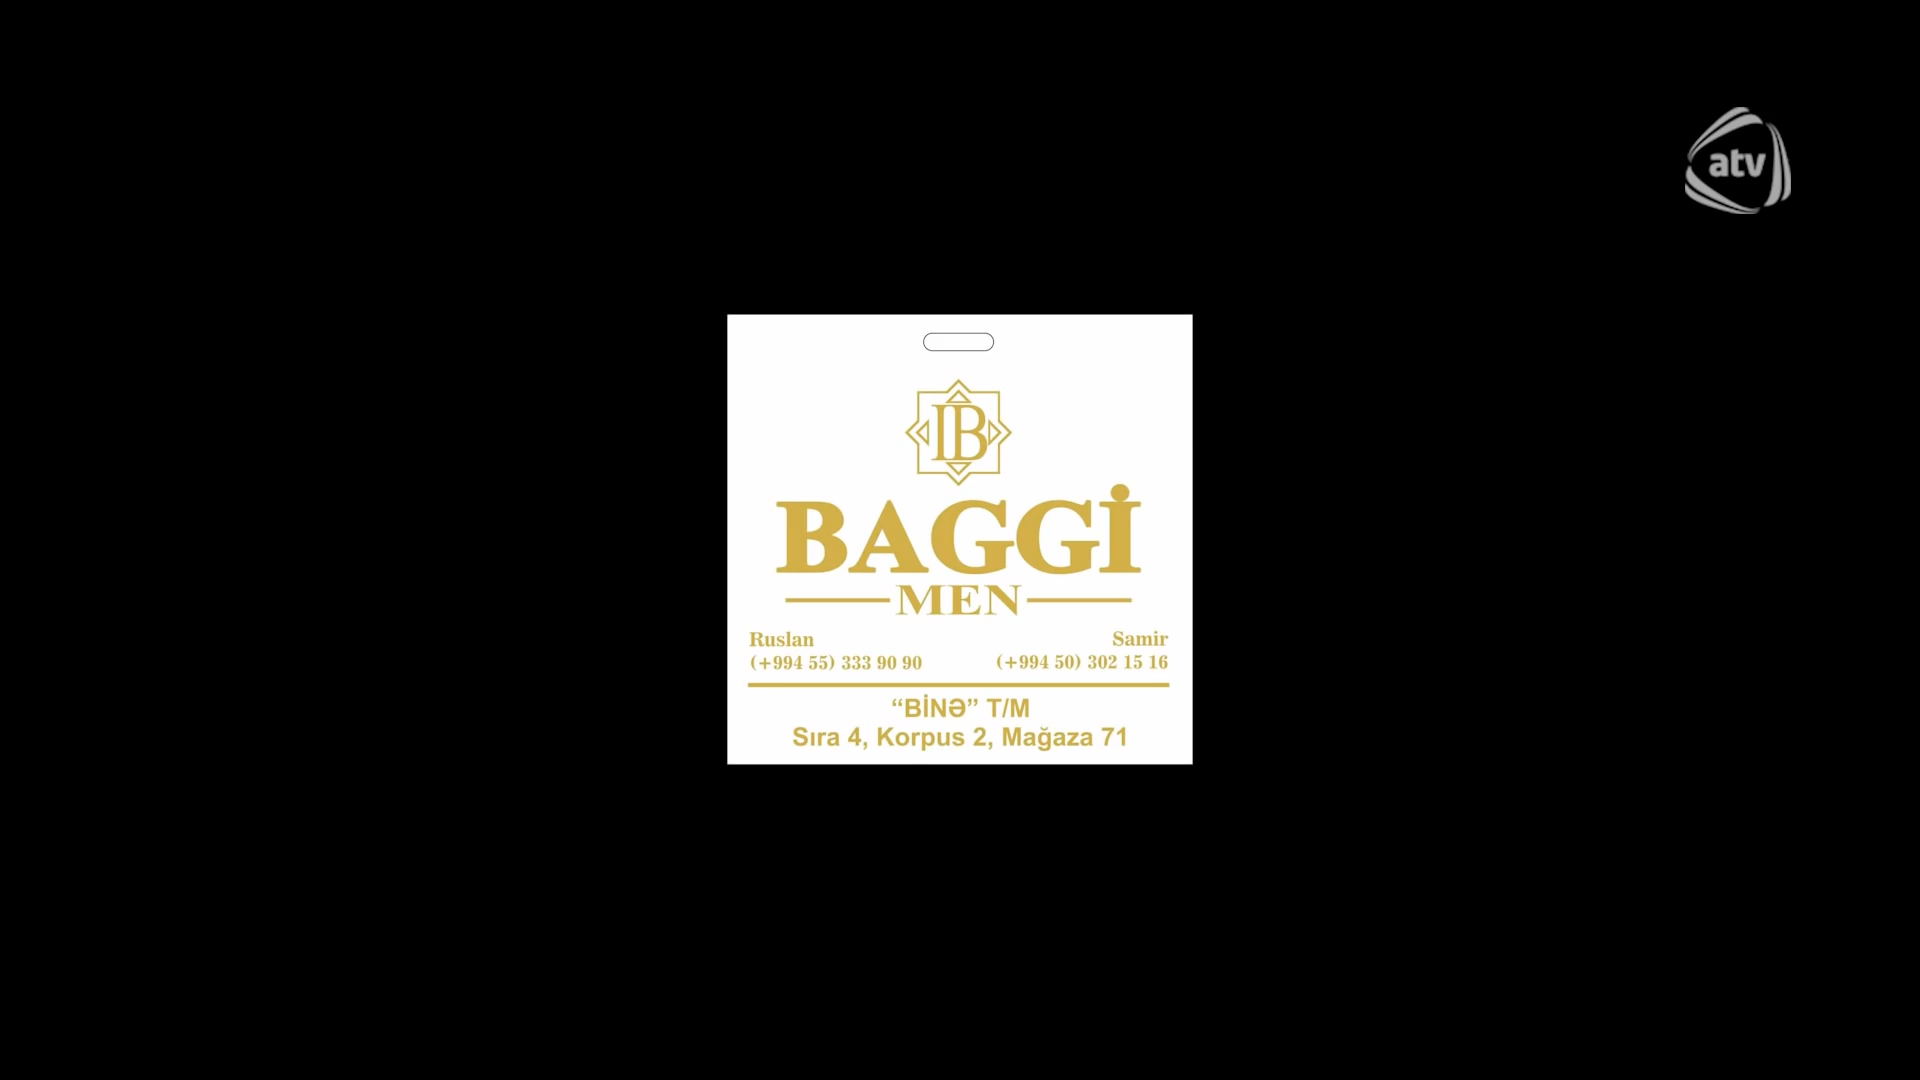 atv
B
BAGGİ
MEN
Ruslan
Samir
(+994 55) 333 90 90
(+994 50) 302 15 16
“BİNƏ” T/M
Sıra 4, Korpus 2, Mağaza 71